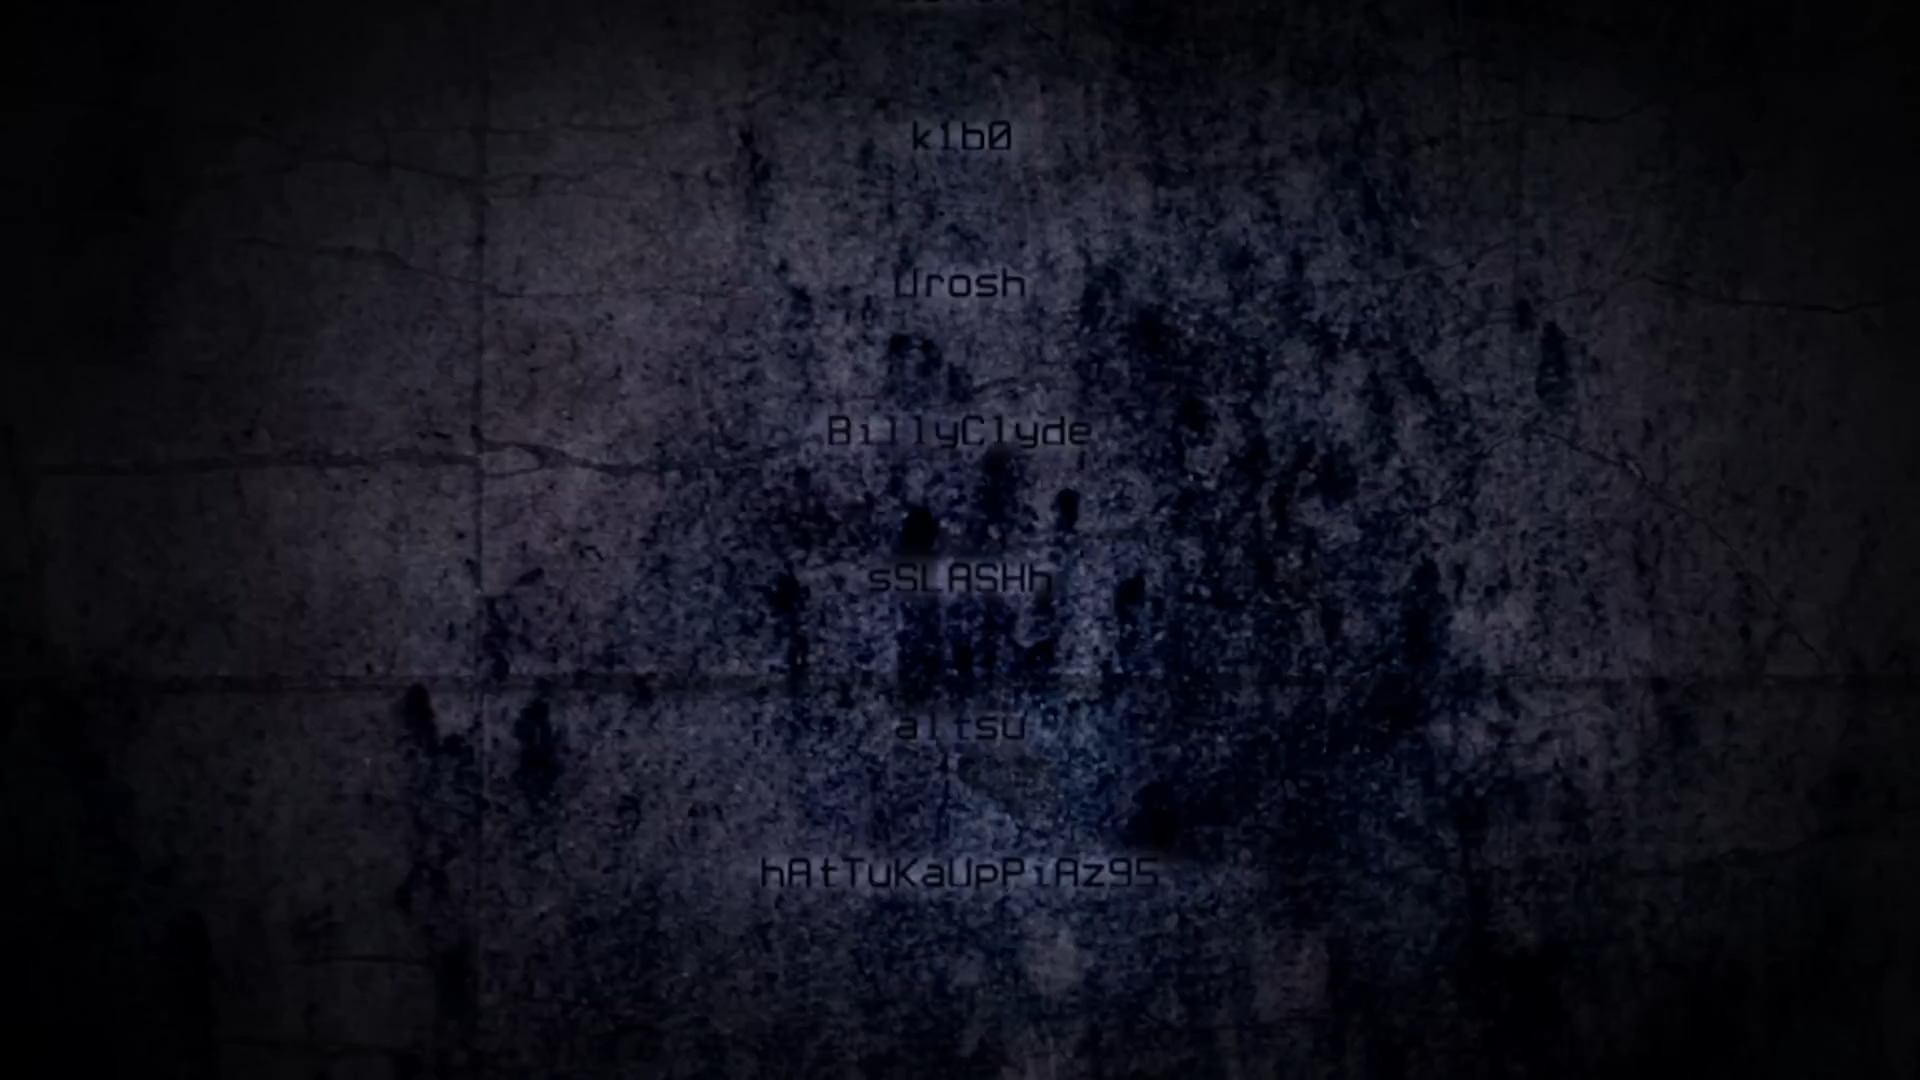 k1b0
Urosh
BillyClyde
sSLASHh
altsu
hAtTuKaUpPiAz95